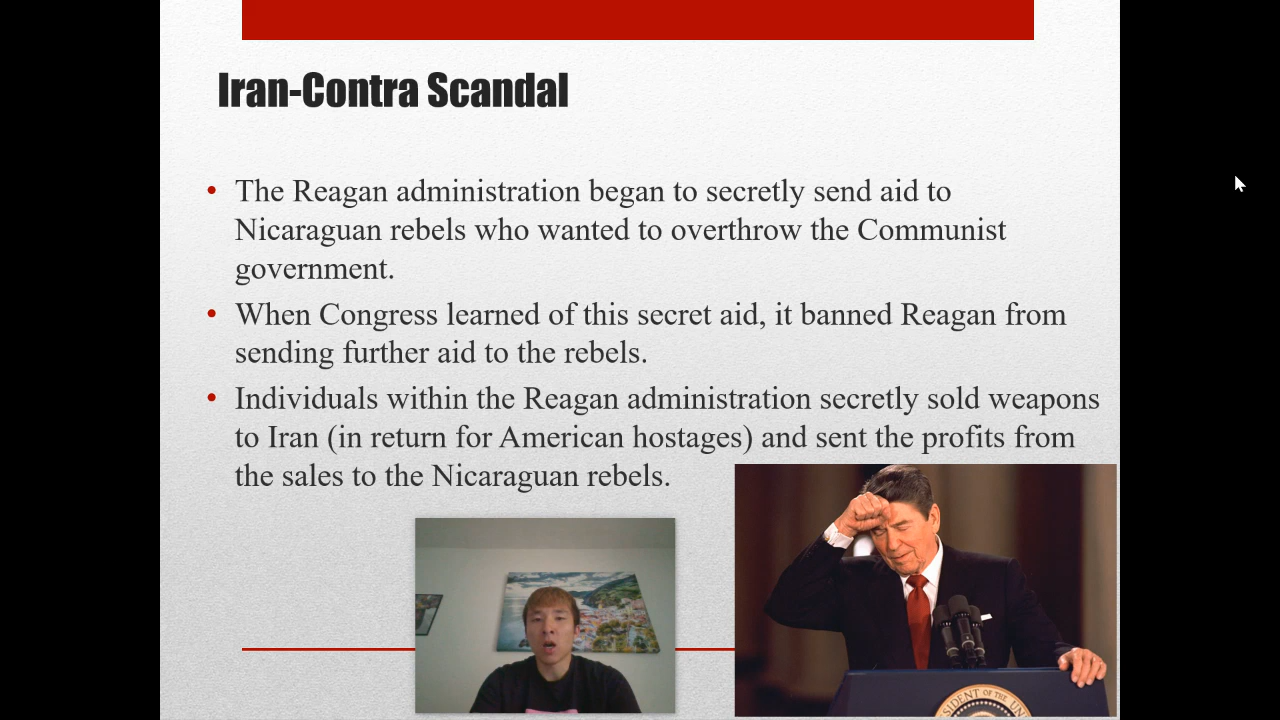 Iran-Contra Scandal
• The Reagan administration began to secretly send aid to
Nicaraguan rebels who wanted to overthrow the Communist
government.
• When Congress learned of this secret aid, it banned Reagan from
sending further aid to the rebels.
• Individuals within the Reagan administration secretly sold weapons
to Iran (in return for American hostages) and sent the profits from
the sales to the Nicaraguan rebels.
OF THE